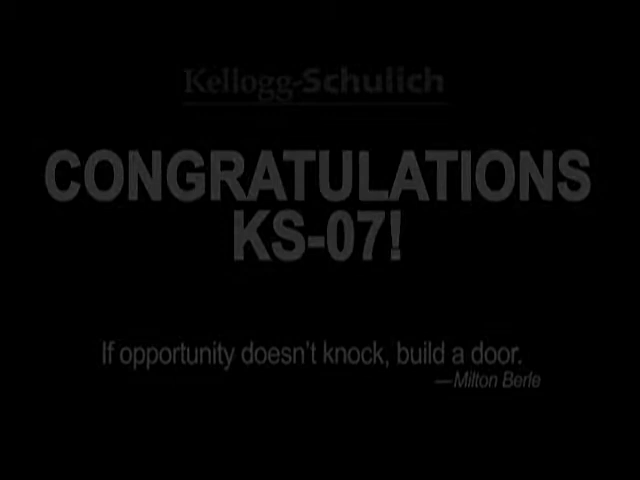 Kellogg-Schulich
CONGRATULATIONS
KS-07!
If opportunity doesn't knock, build a door.
—Milton Berle